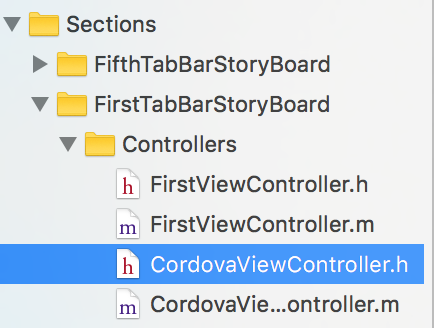 Sections
FifthTabBarStoryBoard
FirstTabBarStoryBoard
Controllers
h FirstViewController.h
m FirstViewController.m
h CordovaViewController.h
m CordovaVie...ontroller.m